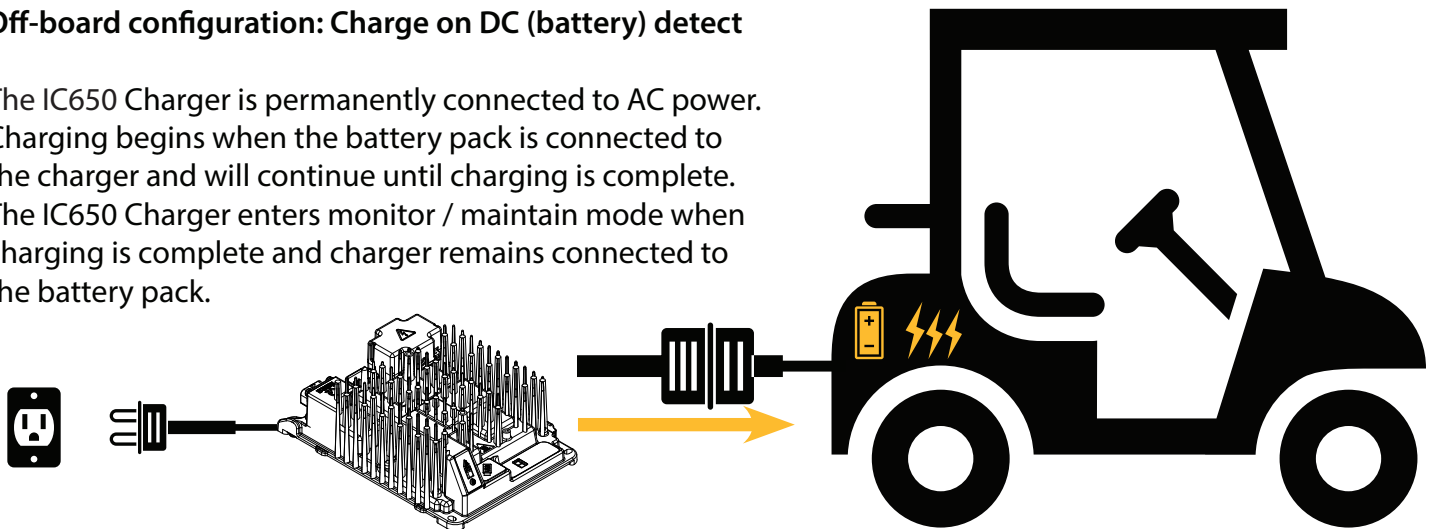 Off-board configuration: Charge on DC (battery) detect
The IC650 Charger is permanently connected to AC power.
Charging begins when the battery pack is connected to
the charger and will continue until charging is complete.
The IC650 Charger enters monitor / maintain mode when
charging is complete and charger remains connected to
the battery pack.